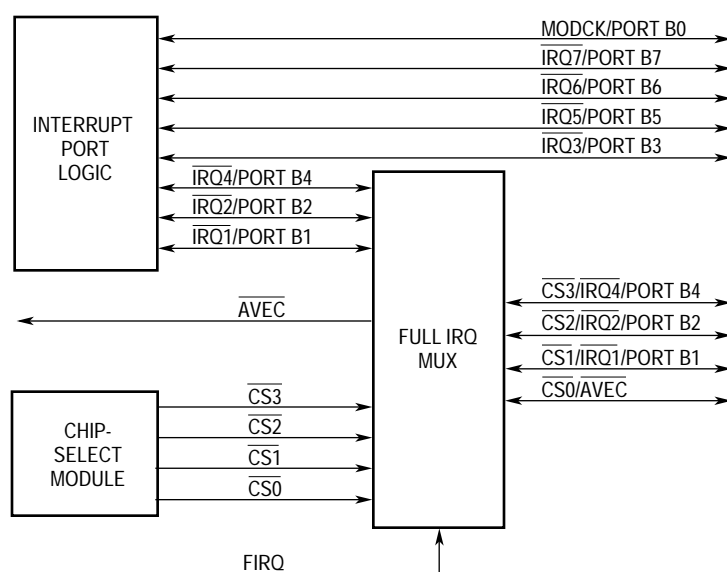 MODCK/PORT B0
IRQ7/PORT B7
IRQ6/PORT B6
IRQ5/PORT B5
IRQ3/PORT B3
INTERRUPT
PORT
LOGIC
IRQ4/PORT B4
IRQ2/PORT B2
IRQ1/PORT B1
AVEC
FULL IRQ
MUX
CS3/IRQ4/PORT B4
CS2/IRQ2/PORT B2
CS1/IRQ1/PORT B1
CS0/AVEC
CHIP-
SELECT
MODULE
CS3
CS2
CS1
CS0
FIRQ